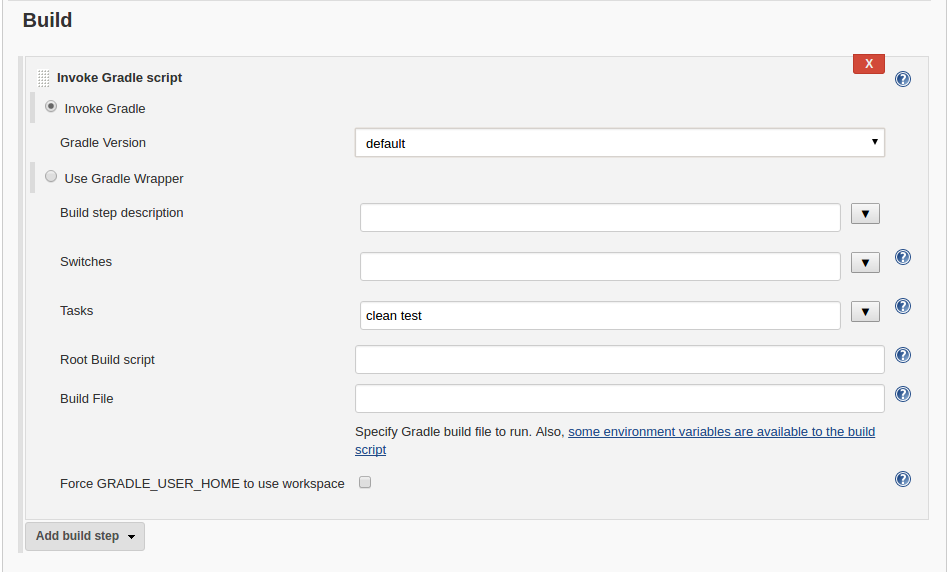 Build
Invoke Gradle script
X
Invoke Gradle
Gradle Version
default
Use Gradle Wrapper
Build step description
Switches
Tasks
clean test
Root Build script
Build File
Specify Gradle build file to run. Also, some environment variables are available to the build
script
Force GRADLE_USER_HOME to use workspace
Add build step